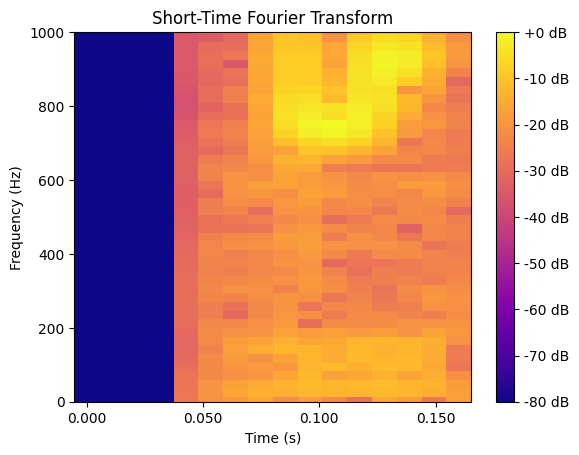 Short-Time Fourier Transform
Frequency (Hz)
1000
800
600
400
200
0
0.000
0.050
0.100
0.150
Time (s)
+0 dB
-10 dB
-20 dB
-30 dB
-40 dB
-50 dB
-60 dB
-70 dB
-80 dB